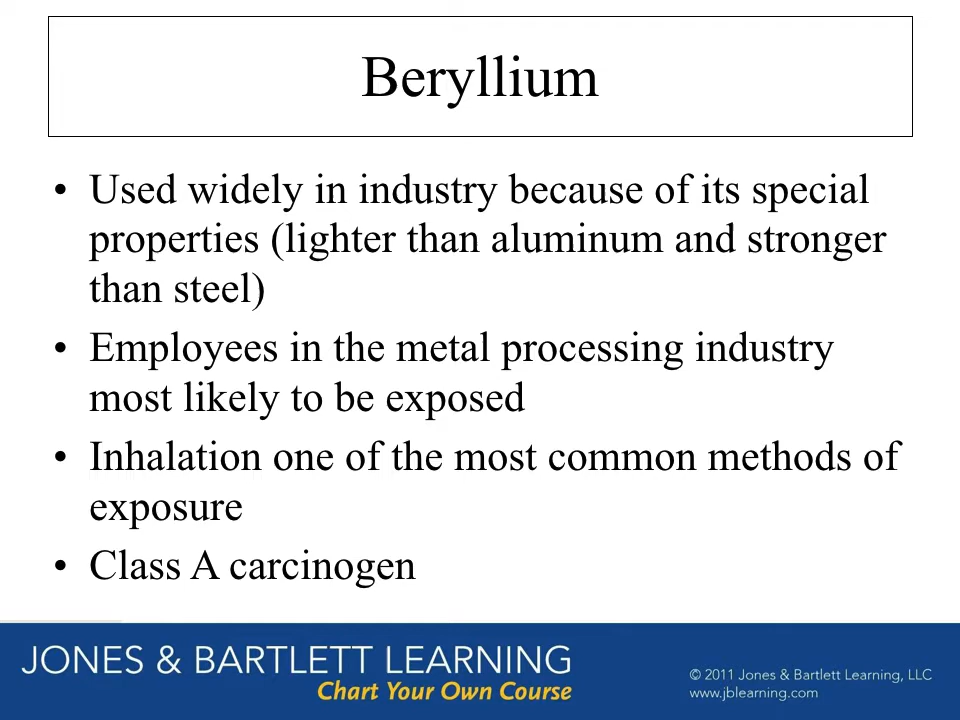 Beryllium
• Used widely in industry because of its special
properties (lighter than aluminum and stronger
than steel)
• Employees in the metal processing industry
most likely to be exposed
• Inhalation one of the most common methods of
exposure
• Class A carcinogen
JONES & BARTLETT LEARNING
Chart Your Own Course
© 2011 Jones & Bartlett Learning, LLC
www.jblearning.com